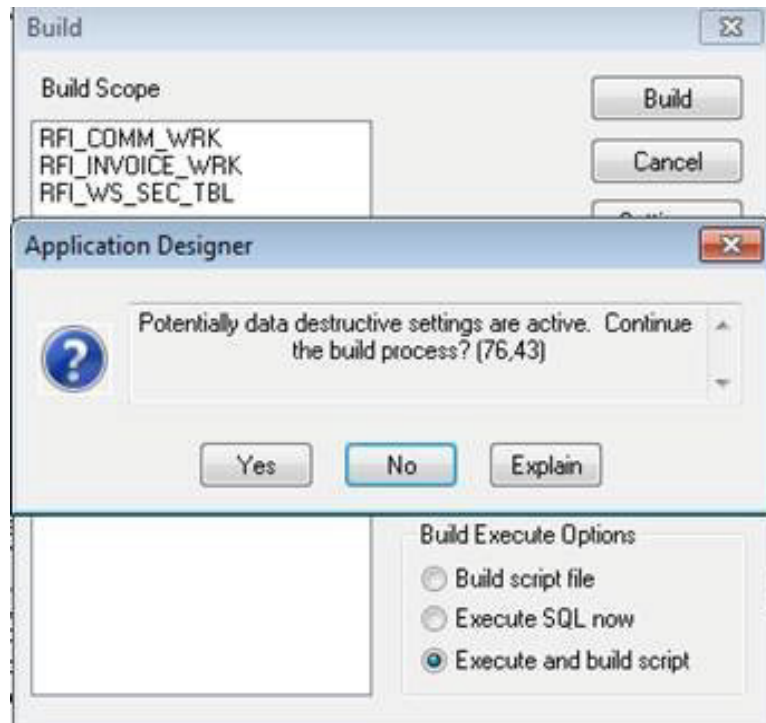 Build
Build Scope
Build
RFI_COMM_WRK
RFI_INVOICE_WRK
RFI_WS_SEC_TBL
Cancel
Application Designer
Potentially data destructive settings are active. Continue
the build process? (76,43)
Yes
No
Explain
Build Execute Options
Build script file
Execute SQL now
Execute and build script